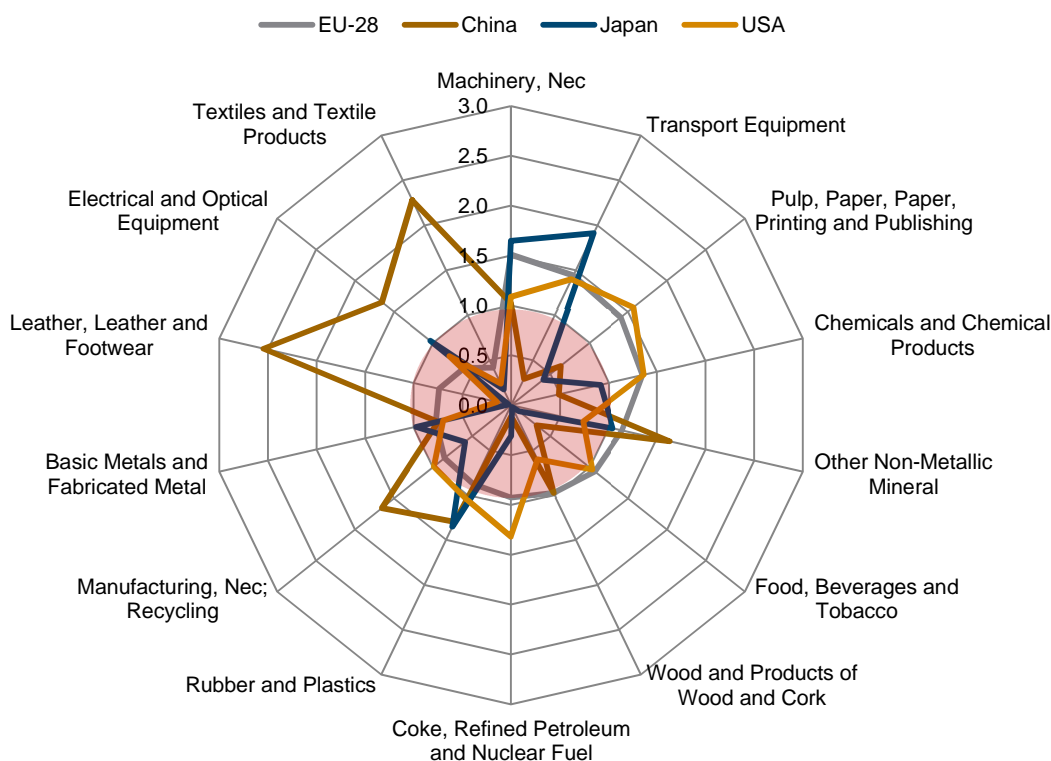 EU-28 China Japan USA
Machinery, Nec
Transport Equipment
Pulp, Paper, Paper,
Printing and Publishing
Chemicals and Chemical
Products
Other Non-Metallic
Mineral
Food, Beverages and
Tobacco
Wood and Products of
Wood and Cork
Coke, Refined Petroleum
and Nuclear Fuel
Rubber and Plastics
Manufacturing, Nec;
Recycling
Basic Metals and
Fabricated Metal
Leather, Leather and
Footwear
Electrical and Optical
Equipment
Textiles and Textile
Products
3.0
2.5
2.0
1.5
1.0
0.5
0.0